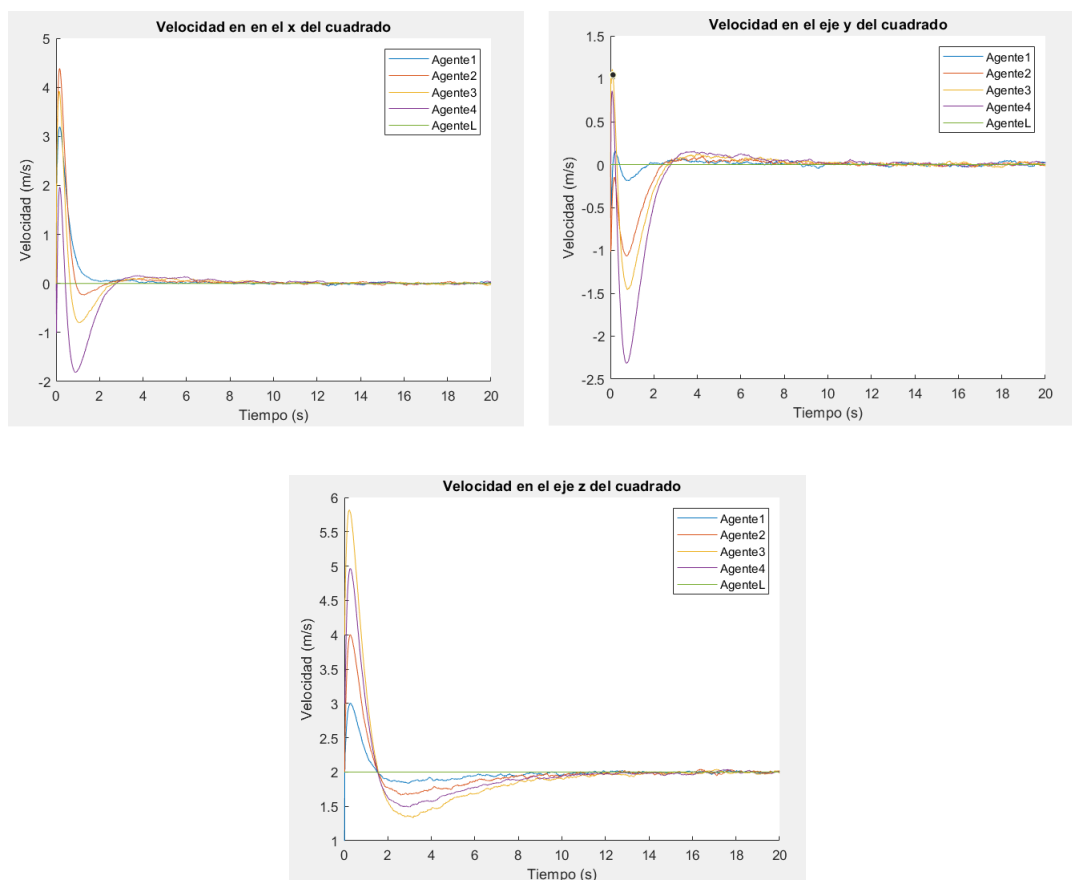 Velocidad en en el x del cuadrado
5
4
3
2
1
0
-1
-2
0 2 4 6 8 10 12 14 16 18 20
Velocidad (m/s)
Tiempo (s)
Agente1
Agente2
Agente3
Agente4
AgenteL
Velocidad en el eje y del cuadrado
1.5
1
0.5
0
-0.5
-1
-1.5
-2
-2.5
0 2 4 6 8 10 12 14 16 18 20
Velocidad (m/s)
Tiempo (s)
Agente1
Agente2
Agente3
Agente4
AgenteL
Velocidad en el eje z del cuadrado
6
5.5
5
4.5
4
3.5
3
2.5
2
1.5
1
0 2 4 6 8 10 12 14 16 18 20
Velocidad (m/s)
Tiempo (s)
Agente1
Agente2
Agente3
Agente4
AgenteL